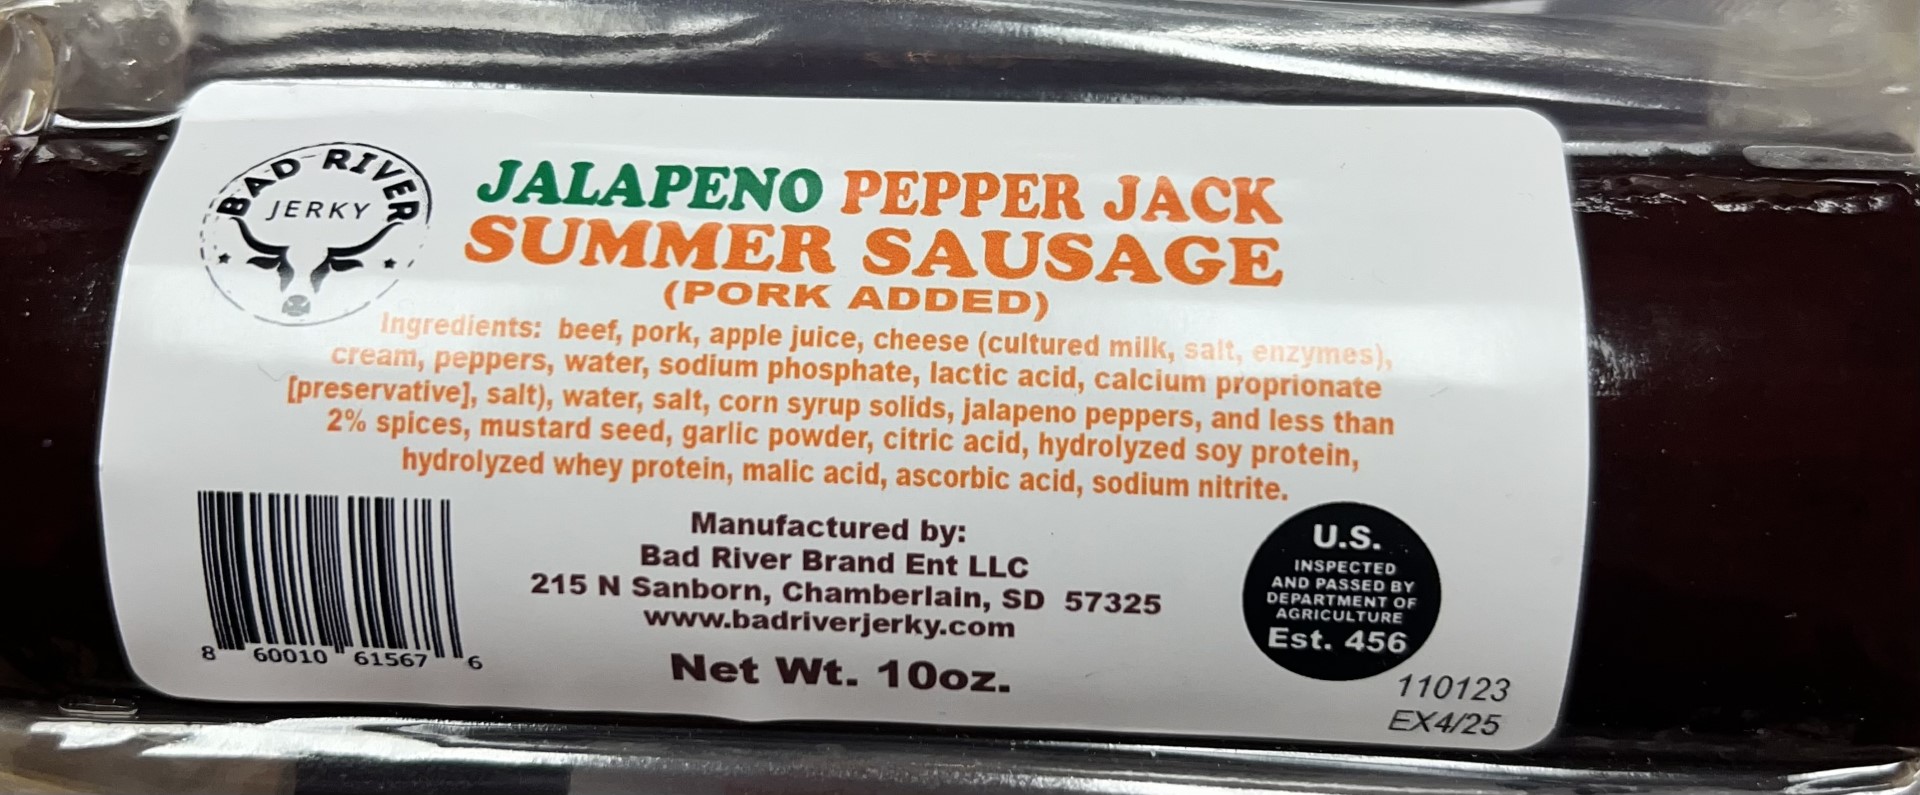 BAD RIVER
JERKY
JALAPENO PEPPER JACK
SUMMER SAUSAGE
(PORK ADDED)
Ingredients: beef, pork, apple juice, cheese (cultured milk, salt, enzymes),
cream, peppers, water, sodium phosphate, lactic acid, calcium proprionate
[preservative], salt), water, salt, corn syrup solids, jalapeno peppers, and less than
2% spices, mustard seed, garlic powder, citric acid, hydrolyzed soy protein,
hydrolyzed whey protein, malic acid, ascorbic acid, sodium nitrite.
Manufactured by:
Bad River Brand Ent LLC
215 N Sanborn, Chamberlain, SD 57325
www.badriverjerky.com
Net Wt. 10oz.
8 60010 61567 6
U.S.
INSPECTED
AND PASSED BY
DEPARTMENT OF
AGRICULTURE
Est. 456
110123
EX4/25